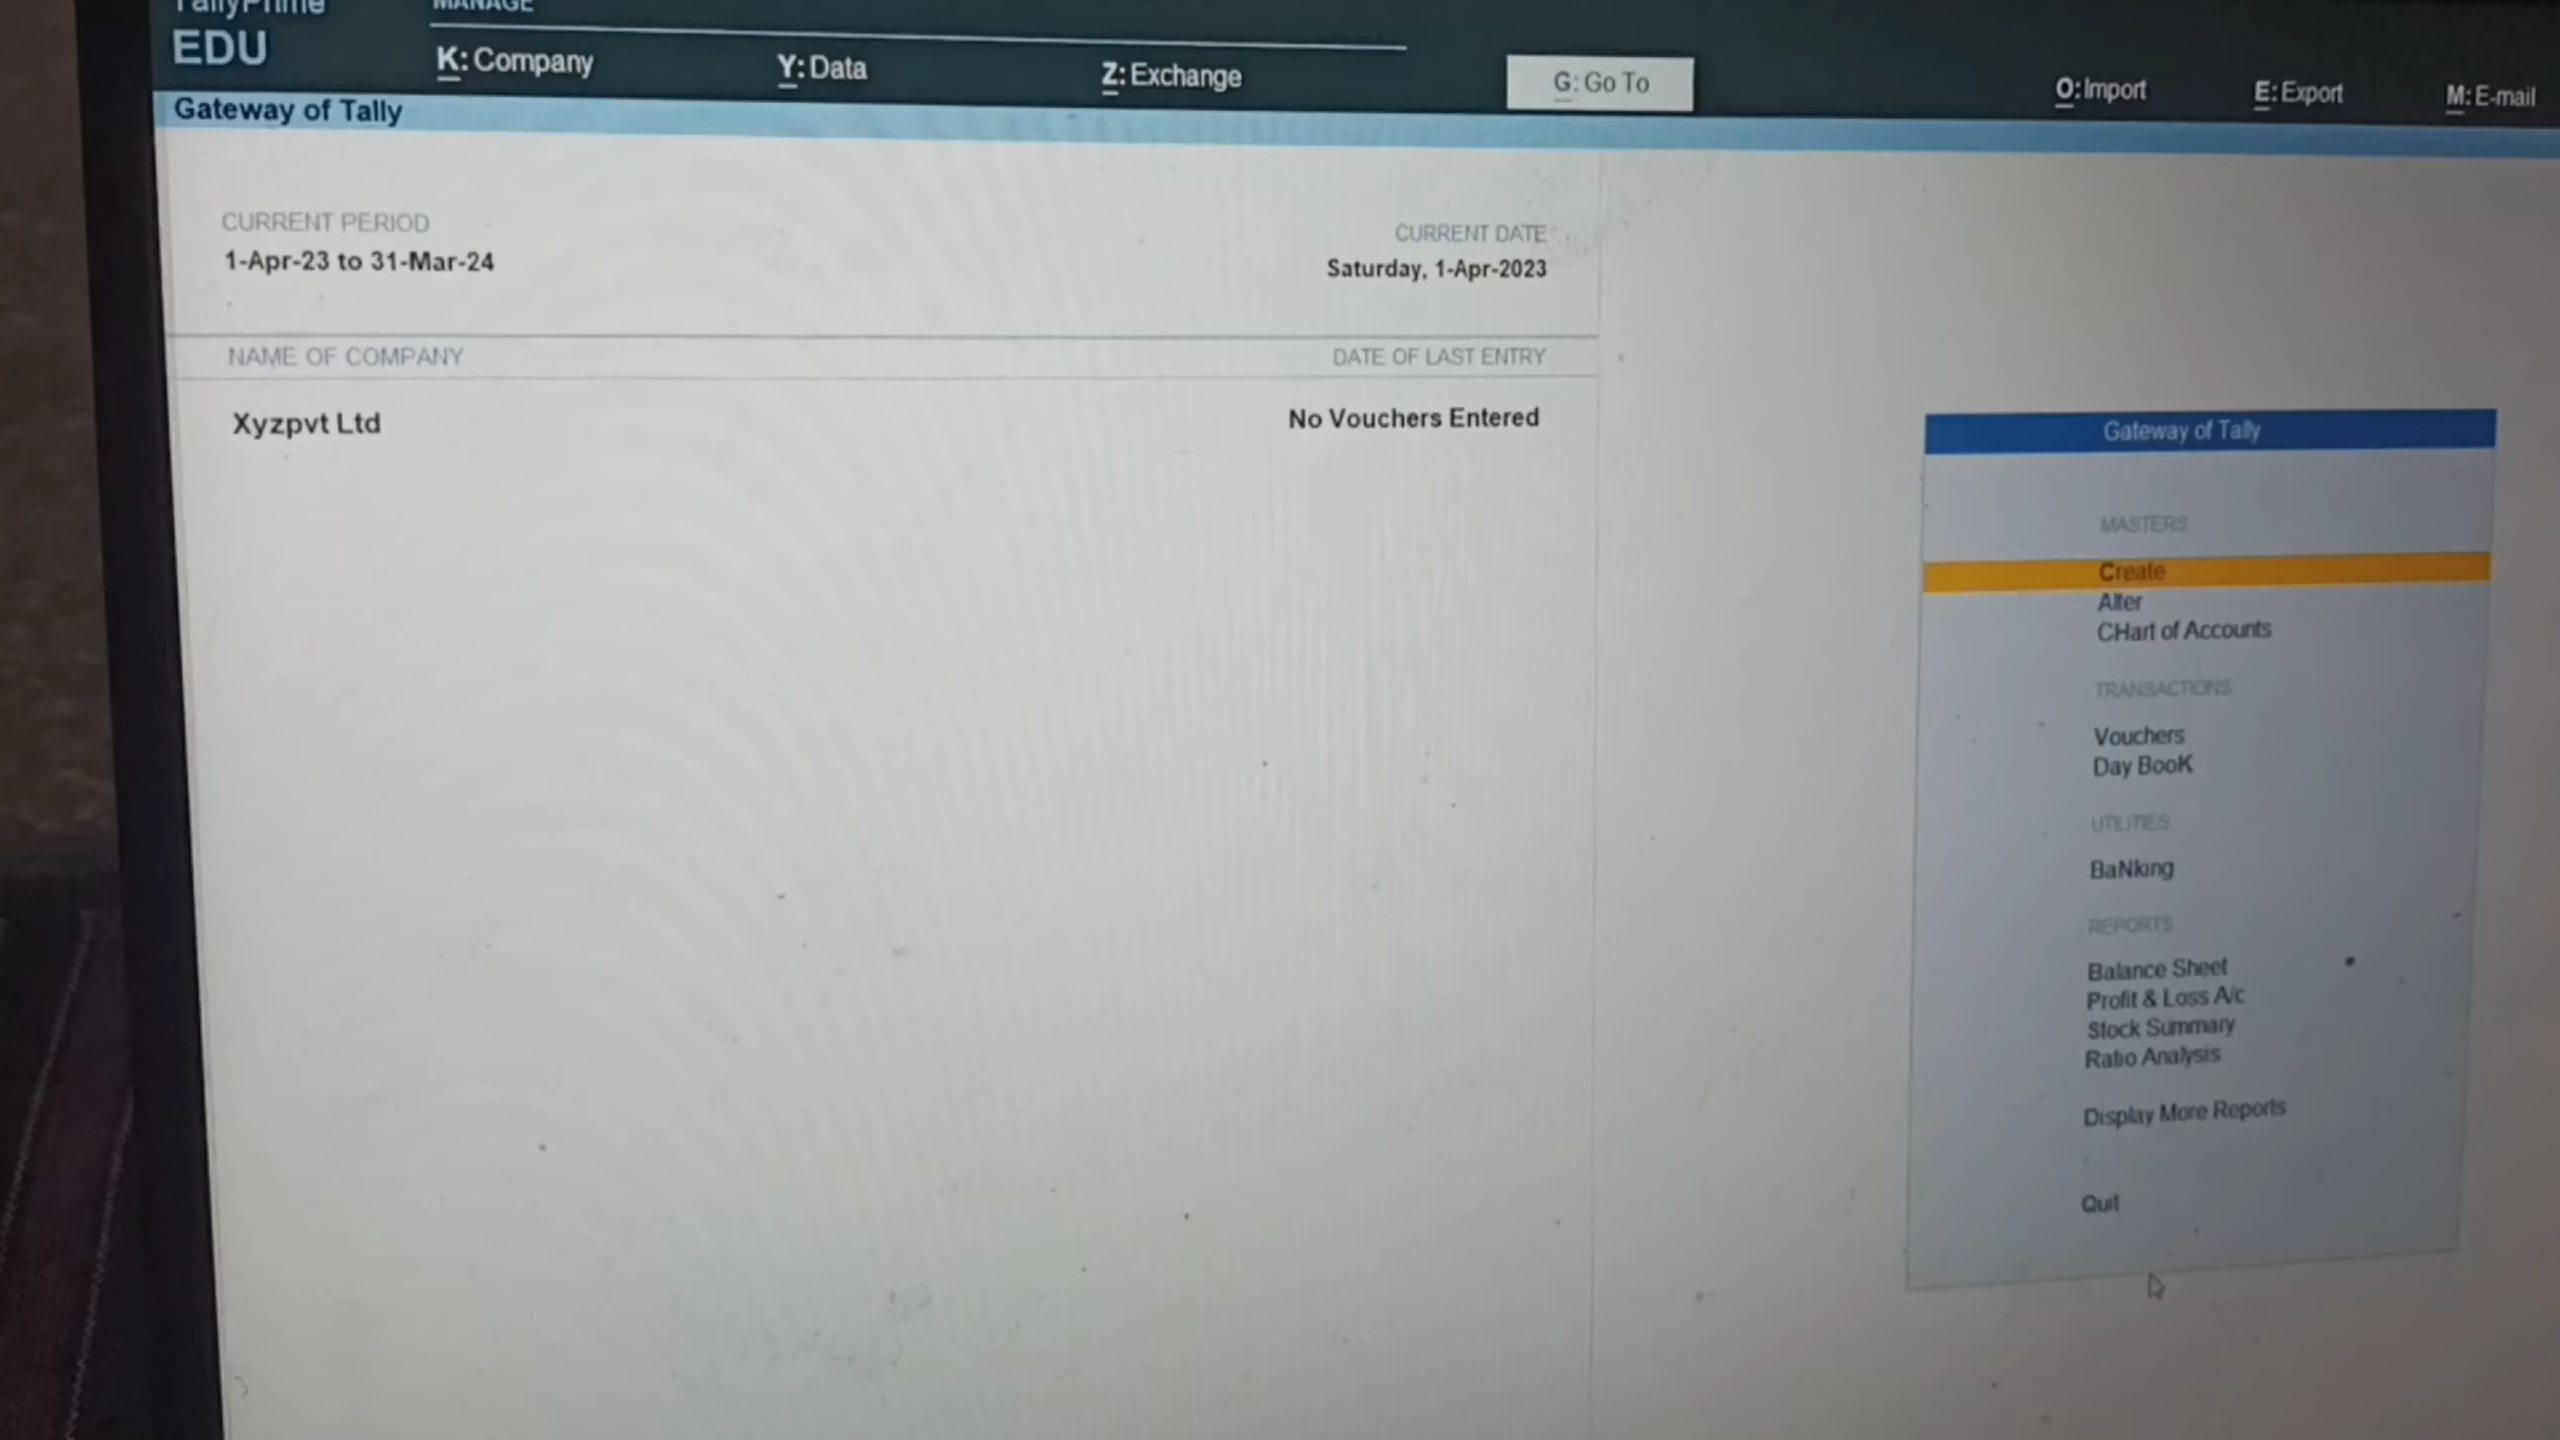 TallyPrime
EDU
MANAGE
K: Company
Y: Data
Z: Exchange
G: Go To
O: Import
E: Export
M: E-mail
Gateway of Tally
CURRENT PERIOD
1-Apr-23 to 31-Mar-24
CURRENT DATE
Saturday, 1-Apr-2023
NAME OF COMPANY
DATE OF LAST ENTRY
Xyzpvt Ltd
No Vouchers Entered
Gateway of Tally
MASTERS
Create
Alter
CHart of Accounts
TRANSACTIONS
Vouchers
Day BooK
UTILITIES
BaNking
REPORTS
Balance Sheet
Profit & Loss A/c
Stock Summary
Ratio Analysis
Display More Reports
Quit